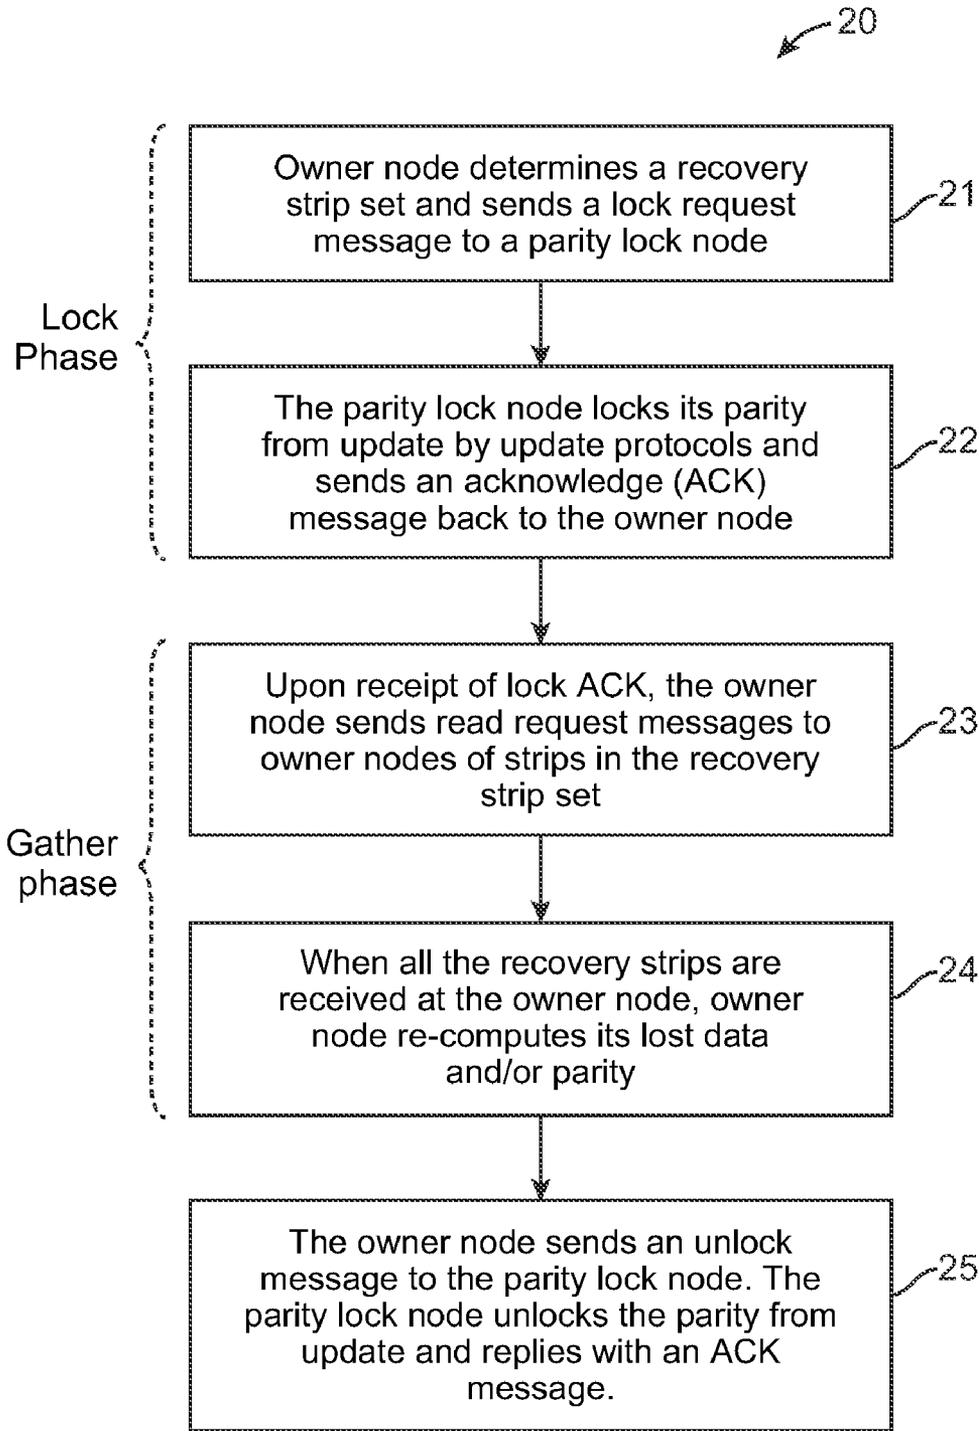 20
Owner node determines a recovery
strip set and sends a lock request
message to a parity lock node
21
Lock
Phase
The parity lock node locks its parity
from update by update protocols and
sends an acknowledge (ACK)
message back to the owner node
22
Upon receipt of lock ACK, the owner
node sends read request messages to
owner nodes of strips in the recovery
strip set
23
Gather
phase
When all the recovery strips are
received at the owner node, owner
node re-computes its lost data
and/or parity
24
The owner node sends an unlock
message to the parity lock node. The
parity lock node unlocks the parity from
update and replies with an ACK
message.
25